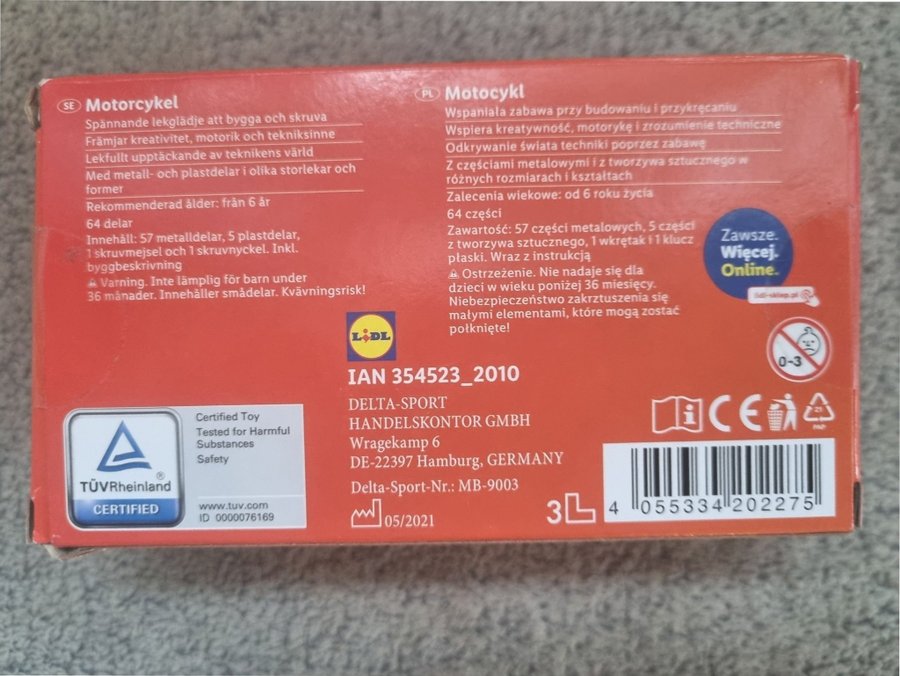 SE Motorcykel
Spännande lekglädje att bygga och skruva
Främjar kreativitet, motorik och tekniksinne
Lekfullt upptäckande av teknikens värld
Med metall- och plastdelar i olika storlekar och
former
Rekommenderad ålder: från 6 år
64 delar
Innehåll: 57 metalldelar, 5 plastdelar,
1 skruvmejsel och 1 skruvnyckel. Inkl.
byggbeskrivning
Varning. Inte lämplig för barn under
36 månader. Innehåller smådelar. Kvävningsrisk!
PL Motocykl
Wspaniała zabawa przy budowaniu i przykręcaniu
Wspiera kreatywność, motorykę i zrozumienie techniczne
Odkrywanie świata techniki poprzez zabawę
Z częściami metalowymi i z tworzywa sztucznego w
różnych rozmiarach i kształtach
Zalecenia wiekowe: od 6 roku życia
64 części
Zawartość: 57 części metalowych, 5 części
z tworzywa sztucznego, 1 wkrętak i 1 klucz
płaski. Wraz z instrukcją
Ostrzeżenie. Nie nadaje się dla
dzieci w wieku poniżej 36 miesięcy.
Niebezpieczeństwo zakrztuszenia się
małymi elementami, które mogą zostać
połknięte!
Zawsze.
Więcej.
Online.
lidl-sklep.pl
0-3
LIDL
IAN 354523_2010
DELTA-SPORT
HANDELSKONTOR GMBH
Wragekamp 6
DE-22397 Hamburg, GERMANY
Delta-Sport-Nr.: MB-9003
05/2021
TÜVRheinland®
CERTIFIED
Certified Toy
Tested for Harmful
Substances
Safety
www.tuv.com
ID 0000076169
i
CE
21
PAP
3L
4 055334 202275